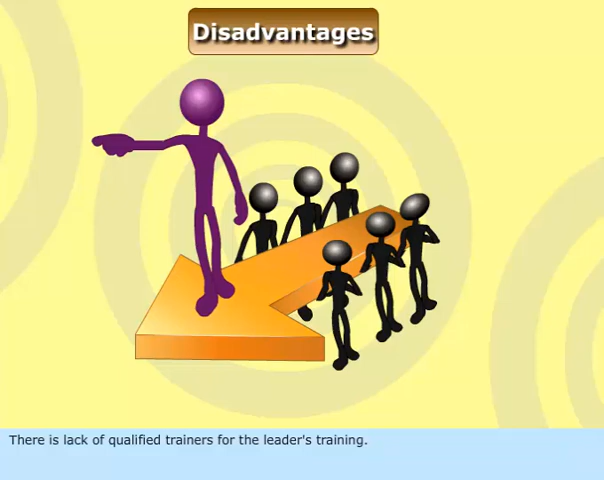 Disadvantages
There is lack of qualified trainers for the leader's training.